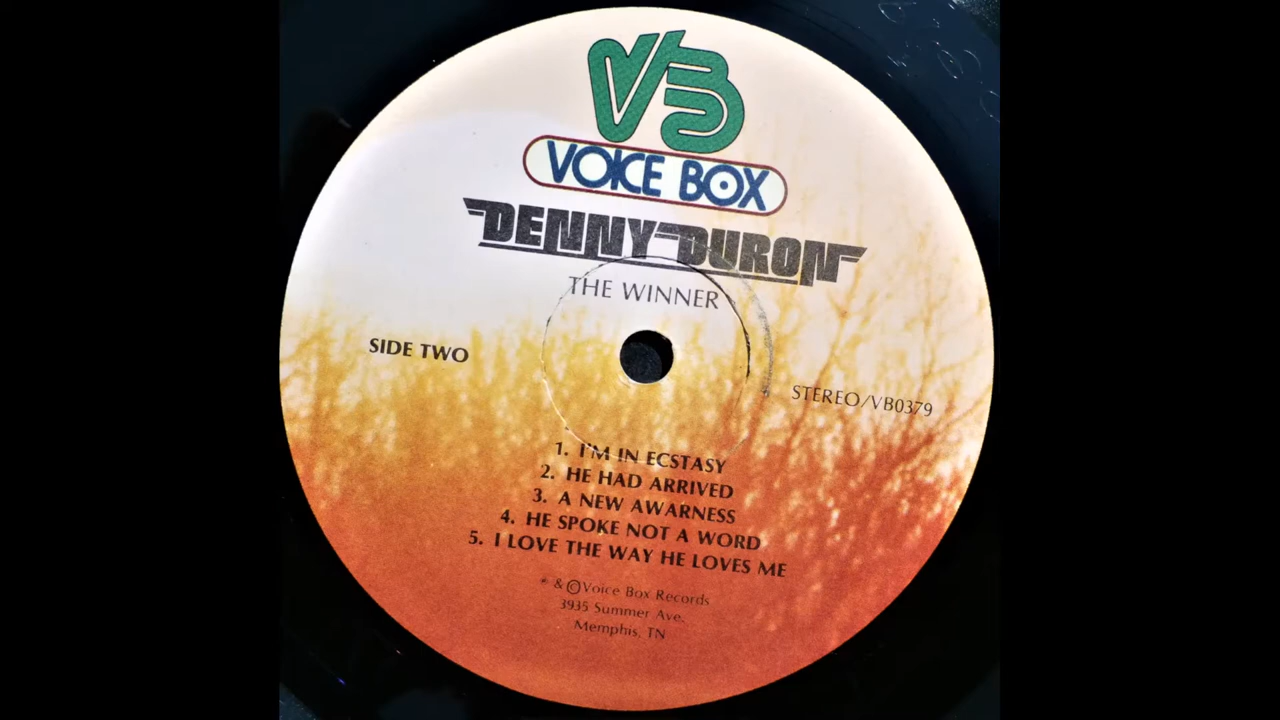 VB
VOICE BOX
DENNY DURON
THE WINNER
SIDE TWO
STEREO/VB0379
1. I'M IN ECSTASY
2. HE HAD ARRIVED
3. A NEW AWARNESS
4. HE SPOKE NOT A WORD
5. I LOVE THE WAY HE LOVES ME
℗ & ©Voice Box Records
3935 Summer Ave.
Memphis, TN